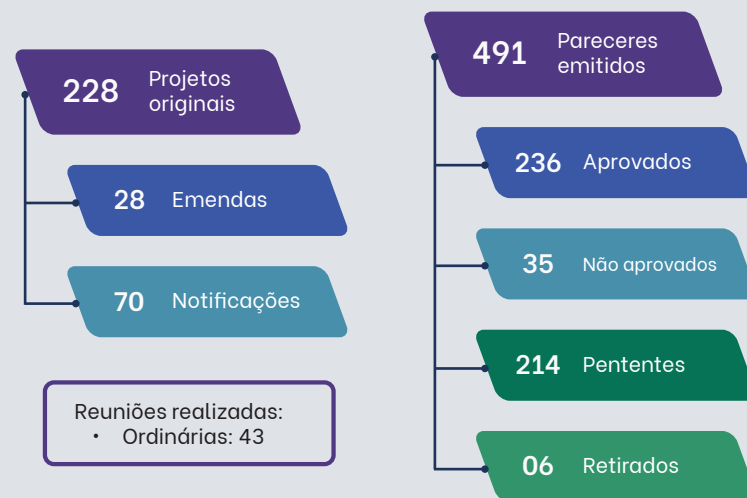 228 Projetos
originais
28 Emendas
70 Notificações
Reuniões realizadas:
• Ordinárias: 43
491 Pareceres
emitidos
236 Aprovados
35 Não aprovados
214 Pententes
06 Retirados